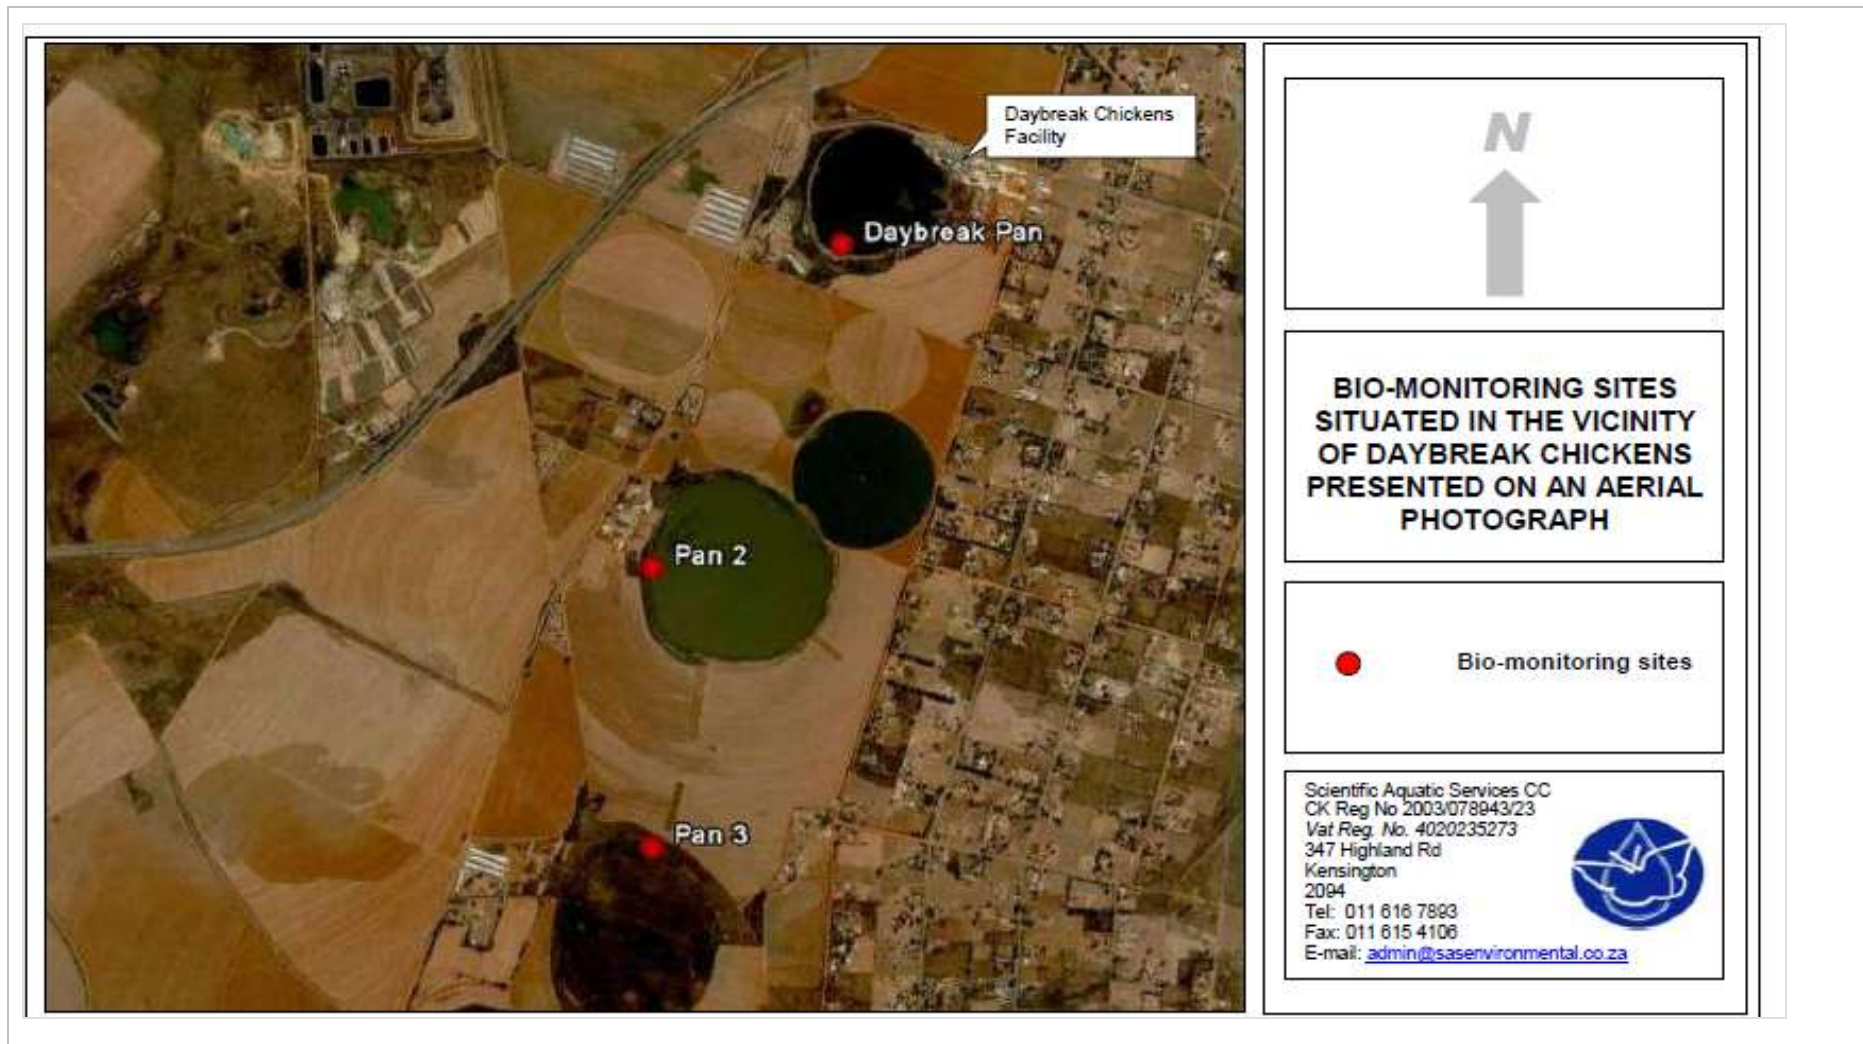 Daybreak Chickens
Facility
Daybreak Pan
Pan 2
Pan 3
N
BIO-MONITORING SITES
SITUATED IN THE VICINITY
OF DAYBREAK CHICKENS
PRESENTED ON AN AERIAL
PHOTOGRAPH
Bio-monitoring sites
Scientific Aquatic Services CC
CK Reg No 2003/078943/23
Vat Reg. No. 4020235273
347 Highland Rd
Kensington
2094
Tel: 011 616 7893
Fax: 011 615 4106
E-mail: admin@sasenvironmental.co.za